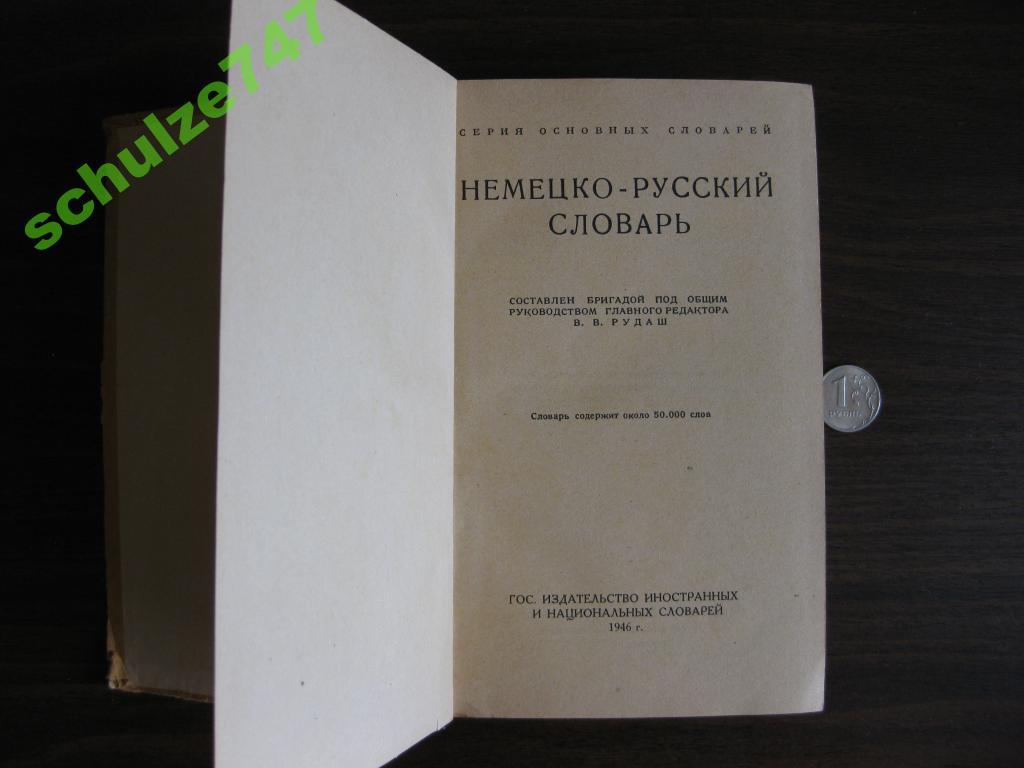 schulze747
СЕРИЯ ОСНОВНЫХ СЛОВАРЕЙ
НЕМЕЦКО-РУССКИЙ
СЛОВАРЬ
СОСТАВЛЕН БРИГАДОЙ ПОД ОБЩИМ
РУКОВОДСТВОМ ГЛАВНОГО РЕДАКТОРА
В. В. РУДАШ
Словарь содержит около 50.000 слов
1
РУБЛЬ
ГОС. ИЗДАТЕЛЬСТВО ИНОСТРАННЫХ
И НАЦИОНАЛЬНЫХ СЛОВАРЕЙ
1946 г.